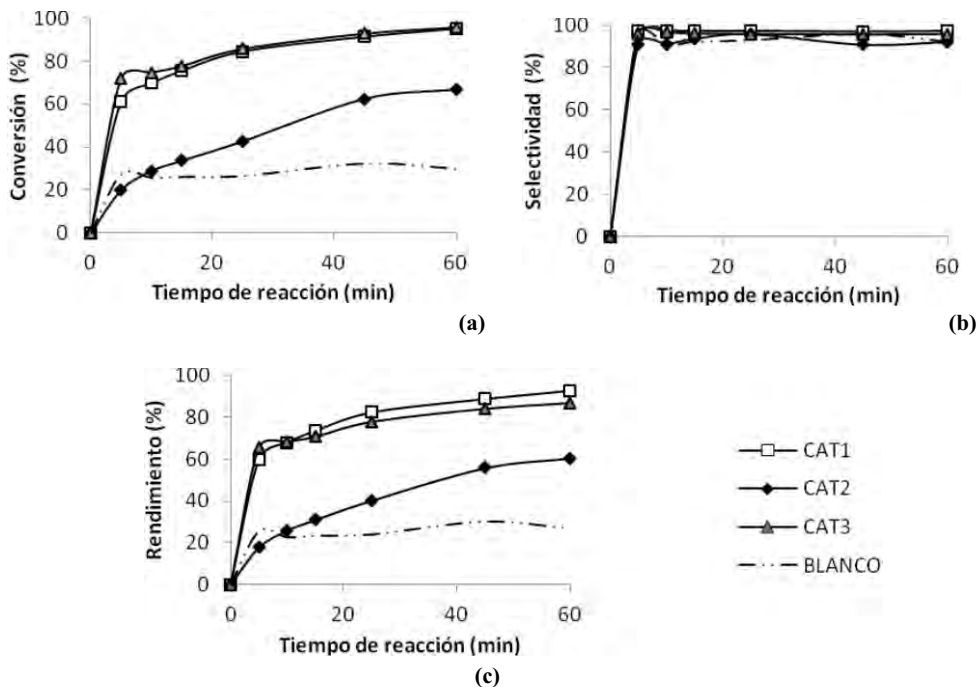 100
80
60
40
20
0
Conversión (%)
0 20 40 60
Tiempo de reacción (min)
(a)
100
80
60
40
20
0
Selectividad (%)
0 20 40 60
Tiempo de reacción (min)
(b)
100
80
60
40
20
0
Rendimiento (%)
0 20 40 60
Tiempo de reacción (min)
(c)
CAT1
CAT2
CAT3
BLANCO